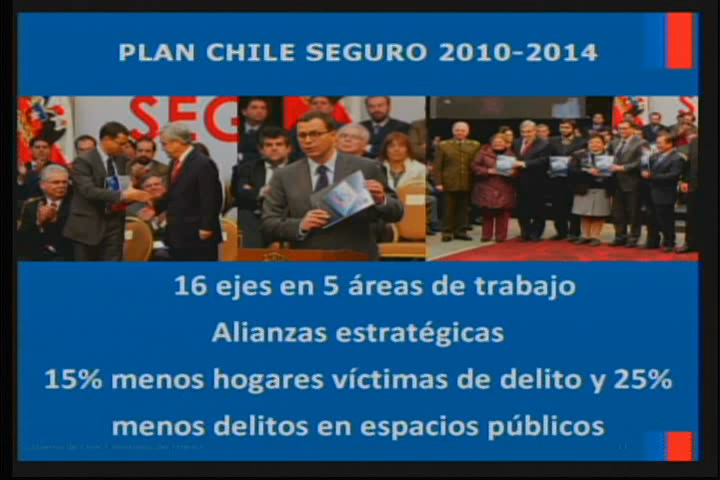 PLAN CHILE SEGURO 2010-2014
SEG
16 ejes en 5 áreas de trabajo
Alianzas estratégicas
15% menos hogares víctimas de delito y 25%
menos delitos en espacios públicos